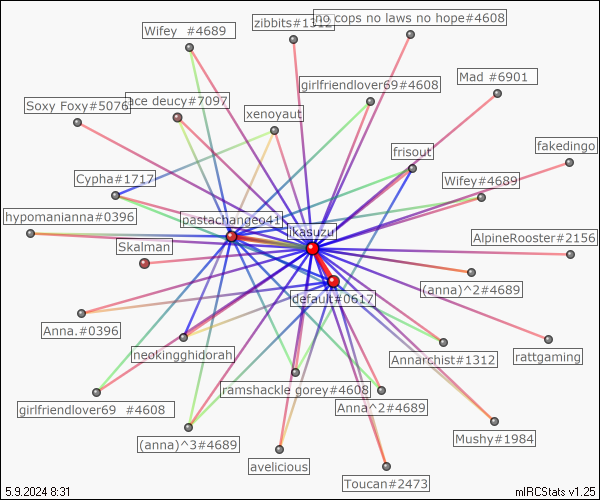 no cops no laws no hope#4608
zibbits#1312
Wifey #4689
Mad #6901
girlfriendlover69#4608
ace deucy#7097
Soxy Foxy#5076
xenoyaut
fakedingo
frisout
Cypha#1717
Wifey#4689
hypomanianna#0396
pastachangeo41
ikasuzu
Skalman
AlpineRooster#2156
(anna)^2#4689
default#0617
Anna.#0396
neokingghidorah
Annarchist#1312
rattgaming
ramshackle gorey#4608
girlfriendlover69 #4608
Anna^2#4689
(anna)^3#4689
Mushy#1984
avelicious
Toucan#2473
5.9.2024 8:31
mIRCStats v1.25